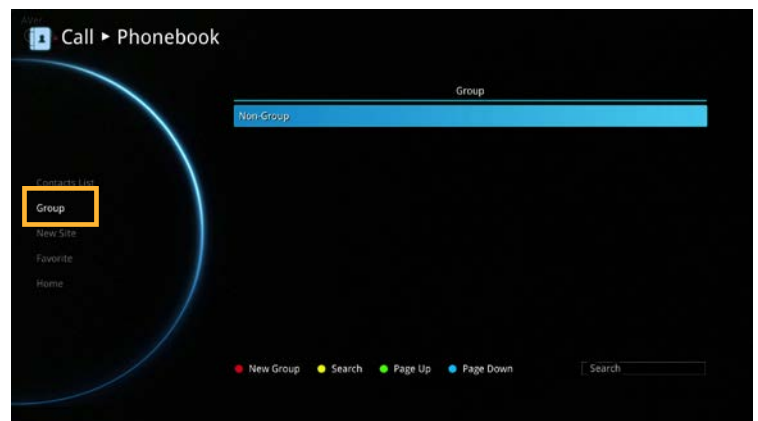 AVer
Call ► Phonebook
Group
Non-Group
Contacts List
Group
New Site
Favorite
Home
New Group Search Page Up Page Down Search